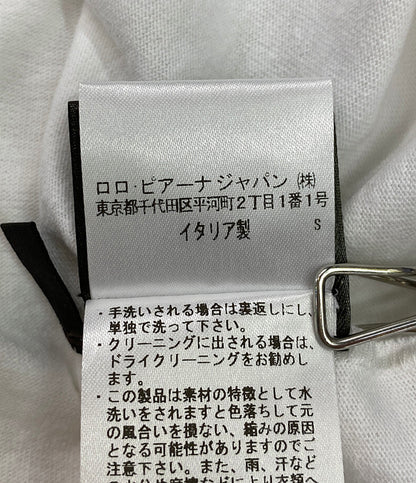 ロロ・ピアーナジャパン ㈱
東京都千代田区平河町2丁目1番1号
イタリア製 S
・手洗いされる場合は裏返しにし、
単独で洗って下さい。
・クリーニングに出される場合は、
ドライクリーニングをお勧めし
ます。
・この製品は素材の特徴として水
洗いをされますと色落ちして元
の風合いを損ない、縮みの原因
となる可能性がありますのでご
注意下さい。また、雨、汗など